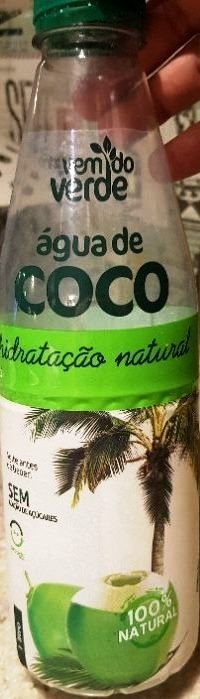 vem do
verde
água de
COCO
hidratação natural
SEM
100%
NATURAL